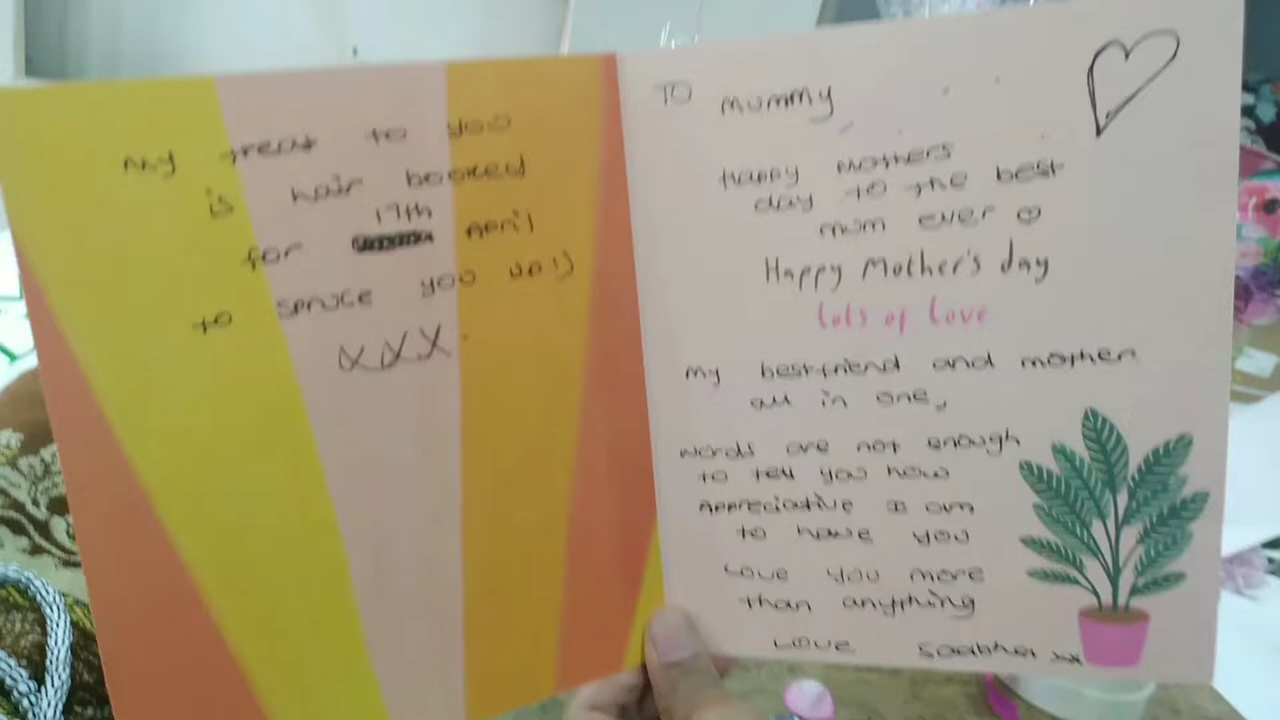 my treat to you
is hair booked
for 17th April
to spruce you up!)
XXX
TO mummy
Happy mothers
day to the best
mum ever
Happy Mother's day
lots of love
my bestfriend and mother
all in one,
words are not enough
to tell you how
Appreciative I am
to have you
Love you more
than anything
Love xx